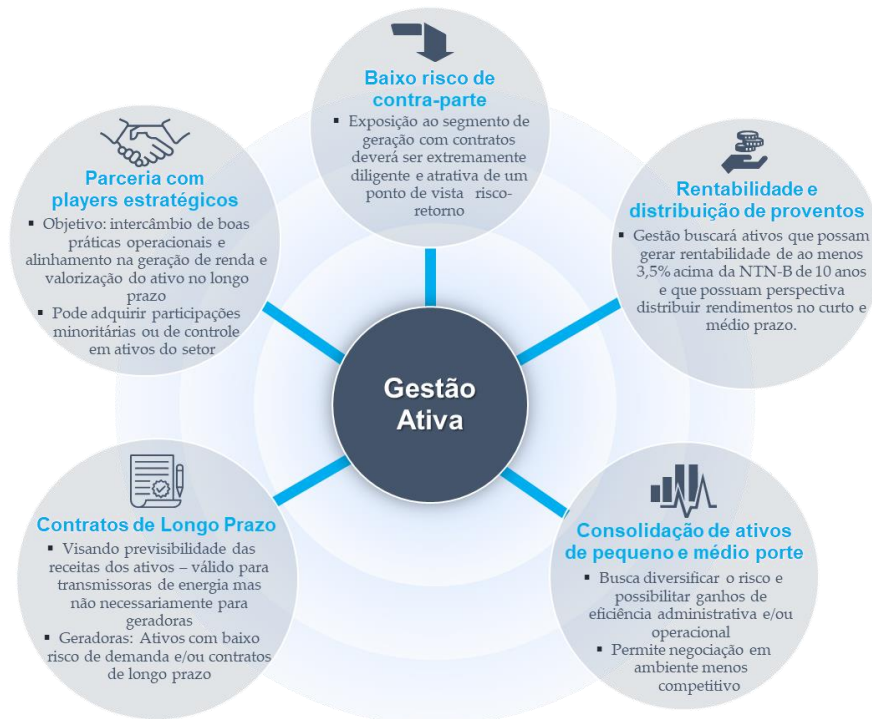 Baixo risco de
contra-parte
▪ Exposição ao segmento de
geração com contratos
deverá ser extremamente
diligente e atrativa de um
ponto de vista risco-
retorno
Parceria com
players estratégicos
▪ Objetivo: intercâmbio de boas
práticas operacionais e
alinhamento na geração de renda e
valorização do ativo no longo
prazo
▪ Pode adquirir participações
minoritárias ou de controle
em ativos do setor
Rentabilidade e
distribuição de proventos
▪ Gestão buscará ativos que possam
gerar rentabilidade de ao menos
3,5% acima da NTN-B de 10 anos
e que possuam perspectiva
distribuir rendimentos no curto e
médio prazo.
Gestão
Ativa
Contratos de Longo Prazo
▪ Visando previsibilidade das
receitas dos ativos – válido para
transmissoras de energia mas
não necessariamente para
geradoras
▪ Geradoras: Ativos com baixo
risco de demanda e/ou contratos
de longo prazo
Consolidação de ativos
de pequeno e médio porte
▪ Busca diversificar o risco e
possibilitar ganhos de
eficiência administrativa e/ou
operacional
▪ Permite negociação em
ambiente menos
competitivo